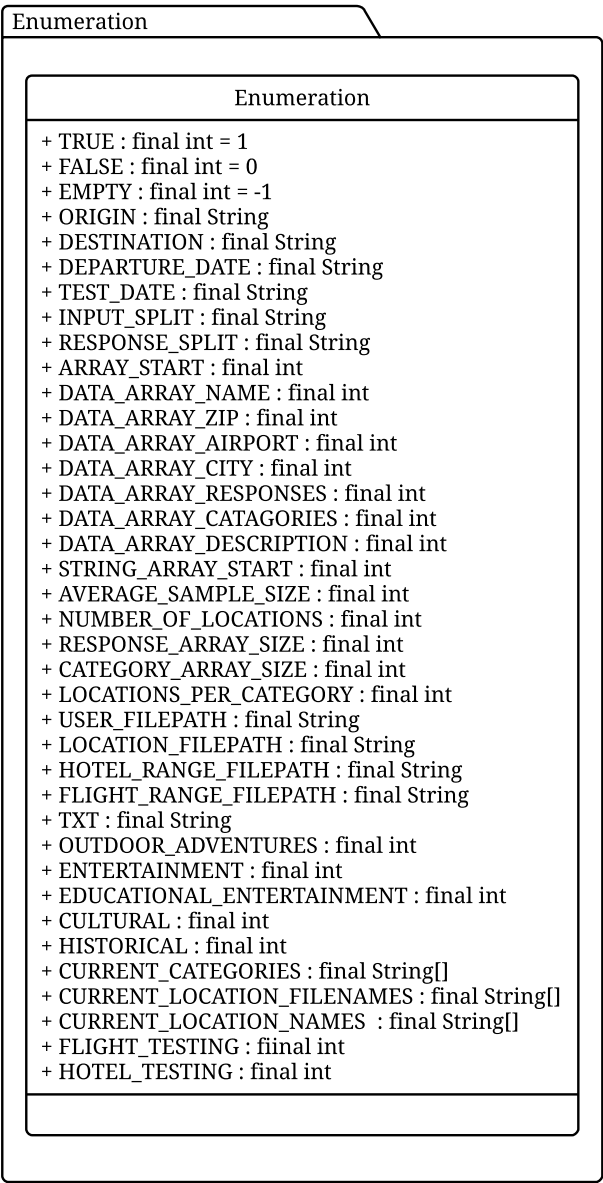 Enumeration
Enumeration
+ TRUE : final int = 1
+ FALSE : final int = 0
+ EMPTY : final int = -1
+ ORIGIN : final String
+ DESTINATION : final String
+ DEPARTURE_DATE : final String
+ TEST_DATE : final String
+ INPUT_SPLIT : final String
+ RESPONSE_SPLIT : final String
+ ARRAY_START : final int
+ DATA_ARRAY_NAME : final int
+ DATA_ARRAY_ZIP : final int
+ DATA_ARRAY_AIRPORT : final int
+ DATA_ARRAY_CITY : final int
+ DATA_ARRAY_RESPONSES : final int
+ DATA_ARRAY_CATAGORIES : final int
+ DATA_ARRAY_DESCRIPTION : final int
+ STRING_ARRAY_START : final int
+ AVERAGE_SAMPLE_SIZE : final int
+ NUMBER_OF_LOCATIONS : final int
+ RESPONSE_ARRAY_SIZE : final int
+ CATEGORY_ARRAY_SIZE : final int
+ LOCATIONS_PER_CATEGORY : final int
+ USER_FILEPATH : final String
+ LOCATION_FILEPATH : final String
+ HOTEL_RANGE_FILEPATH : final String
+ FLIGHT_RANGE_FILEPATH : final String
+ TXT : final String
+ OUTDOOR_ADVENTURES : final int
+ ENTERTAINMENT : final int
+ EDUCATIONAL_ENTERTAINMENT : final int
+ CULTURAL : final int
+ HISTORICAL : final int
+ CURRENT_CATEGORIES : final String[]
+ CURRENT_LOCATION_FILENAMES : final String[]
+ CURRENT_LOCATION_NAMES  : final String[]
+ FLIGHT_TESTING : fiinal int
+ HOTEL_TESTING : final int